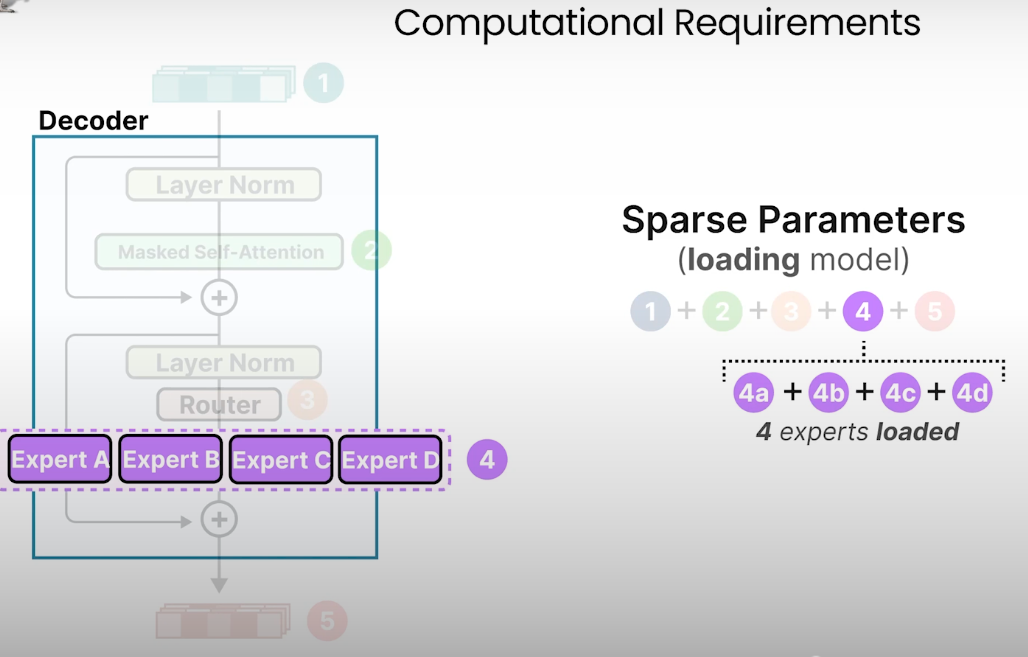 Computational Requirements
1
Decoder
Layer Norm
Masked Self-Attention 2
+
Layer Norm
Router 3
Expert A Expert B Expert C Expert D 4
+
5
Sparse Parameters
(loading model)
1 + 2 + 3 + 4 + 5
4a + 4b + 4c + 4d
4 experts loaded